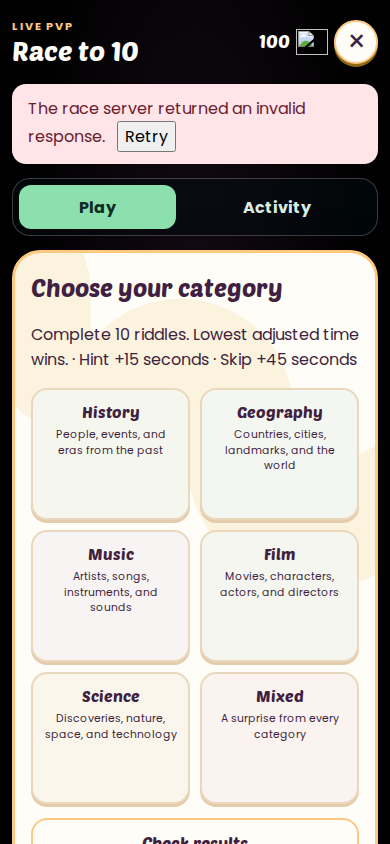 LIVE PVP
Race to 10
100
×
The race server returned an invalid
response. Retry
Play
Activity
Choose your category
Complete 10 riddles. Lowest adjusted time
wins. · Hint +15 seconds · Skip +45 seconds
History
People, events, and
eras from the past
Geography
Countries, cities,
landmarks, and the
world
Music
Artists, songs,
instruments, and
sounds
Film
Movies, characters,
actors, and directors
Science
Discoveries, nature,
space, and technology
Mixed
A surprise from every
category
Check results